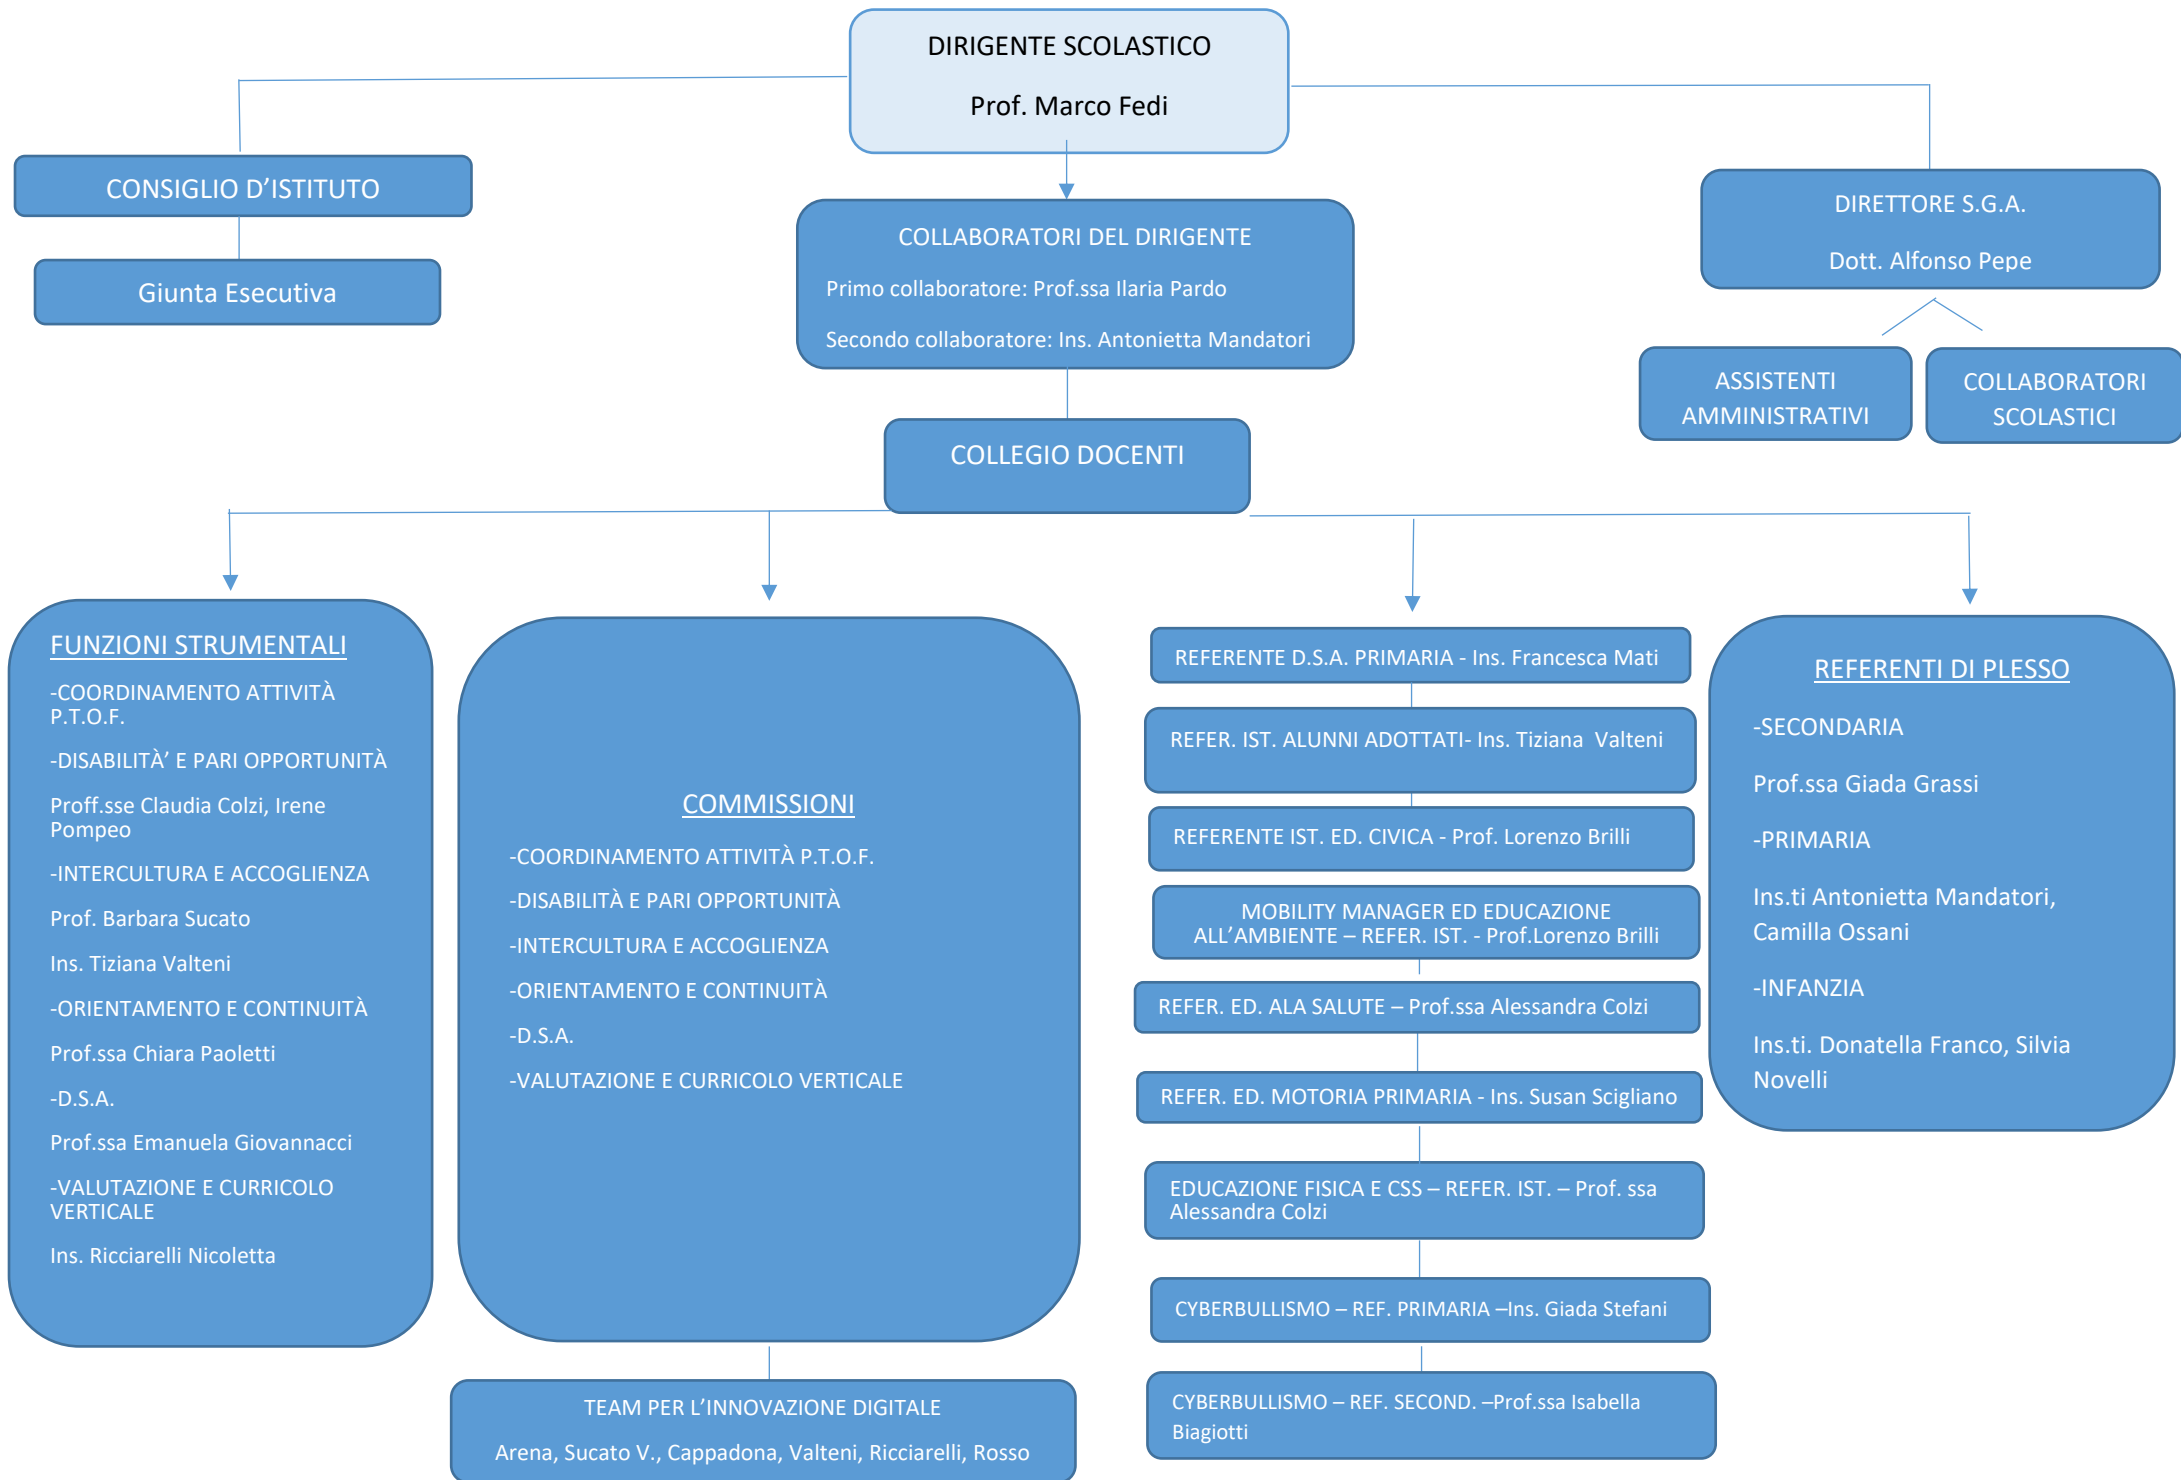 DIRIGENTE SCOLASTICO
Prof. Marco Fedi
CONSIGLIO D’ISTITUTO
Giunta Esecutiva
COLLABORATORI DEL DIRIGENTE
Primo collaboratore: Prof.ssa Ilaria Pardo
Secondo collaboratore: Ins. Antonietta Mandatori
DIRETTORE S.G.A.
Dott. Alfonso Pepe
ASSISTENTI
AMMINISTRATIVI
COLLABORATORI
SCOLASTICI
COLLEGIO DOCENTI
FUNZIONI STRUMENTALI
-COORDINAMENTO ATTIVITÀ
P.T.O.F.
-DISABILITÀ’ E PARI OPPORTUNITÀ
Proff.sse Claudia Colzi, Irene
Pompeo
-INTERCULTURA E ACCOGLIENZA
Prof. Barbara Sucato
Ins. Tiziana Valteni
-ORIENTAMENTO E CONTINUITÀ
Prof.ssa Chiara Paoletti
-D.S.A.
Prof.ssa Emanuela Giovannacci
-VALUTAZIONE E CURRICOLO
VERTICALE
Ins. Ricciarelli Nicoletta
COMMISSIONI
-COORDINAMENTO ATTIVITÀ P.T.O.F.
-DISABILITÀ E PARI OPPORTUNITÀ
-INTERCULTURA E ACCOGLIENZA
-ORIENTAMENTO E CONTINUITÀ
-D.S.A.
-VALUTAZIONE E CURRICOLO VERTICALE
TEAM PER L’INNOVAZIONE DIGITALE
Arena, Sucato V., Cappadona, Valteni, Ricciarelli, Rosso
REFERENTE D.S.A. PRIMARIA - Ins. Francesca Mati
REFER. IST. ALUNNI ADOTTATI- Ins. Tiziana  Valteni
REFERENTE IST. ED. CIVICA - Prof. Lorenzo Brilli
MOBILITY MANAGER ED EDUCAZIONE
ALL’AMBIENTE – REFER. IST. - Prof.Lorenzo Brilli
REFER. ED. ALA SALUTE – Prof.ssa Alessandra Colzi
REFER. ED. MOTORIA PRIMARIA - Ins. Susan Scigliano
EDUCAZIONE FISICA E CSS – REFER. IST. – Prof. ssa
Alessandra Colzi
CYBERBULLISMO – REF. PRIMARIA –Ins. Giada Stefani
CYBERBULLISMO – REF. SECOND. –Prof.ssa Isabella
Biagiotti
REFERENTI DI PLESSO
-SECONDARIA
Prof.ssa Giada Grassi
-PRIMARIA
Ins.ti Antonietta Mandatori,
Camilla Ossani
-INFANZIA
Ins.ti. Donatella Franco, Silvia
Novelli